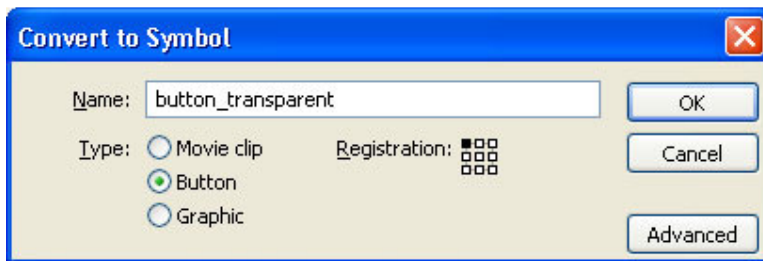 Convert to Symbol
Name: button_transparent
OK
Type: Movie clip
Registration:
Cancel
Button
Graphic
Advanced